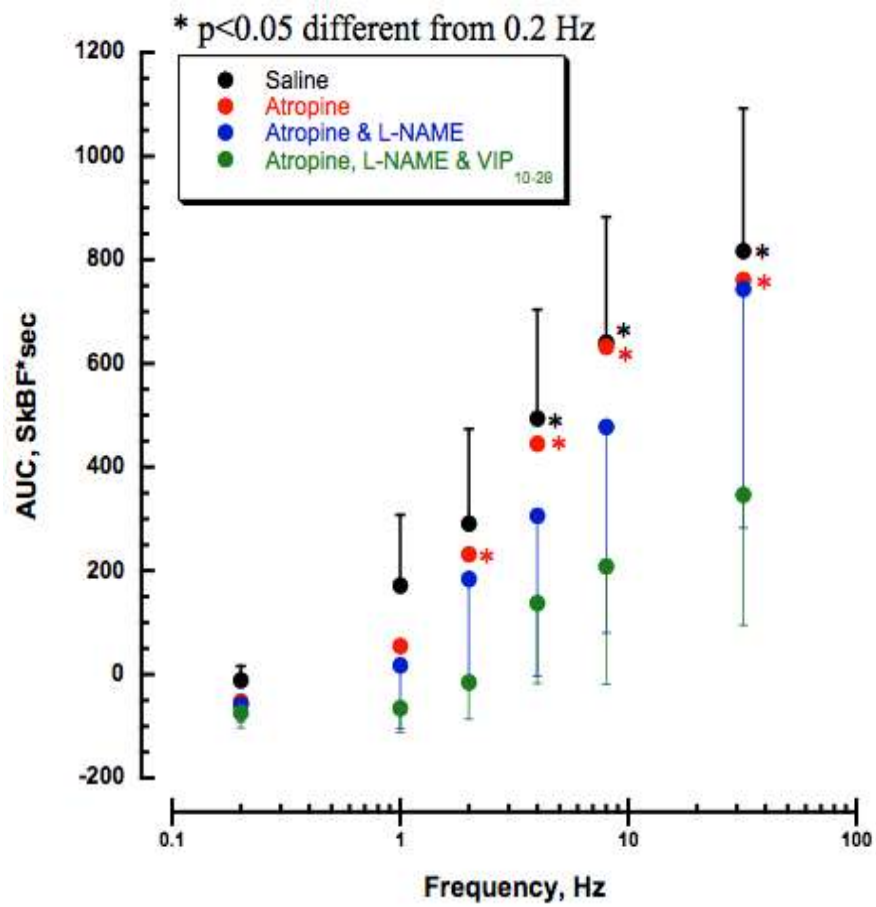 * p<0.05 different from 0.2 Hz
1200
Saline
Atropine
Atropine & L-NAME
Atropine, L-NAME & VIP10-28
1000
800
600
400
200
0
-200
AUC, SkBF*sec
*
*
*
*
*
*
*
0.1
1
10
100
Frequency, Hz